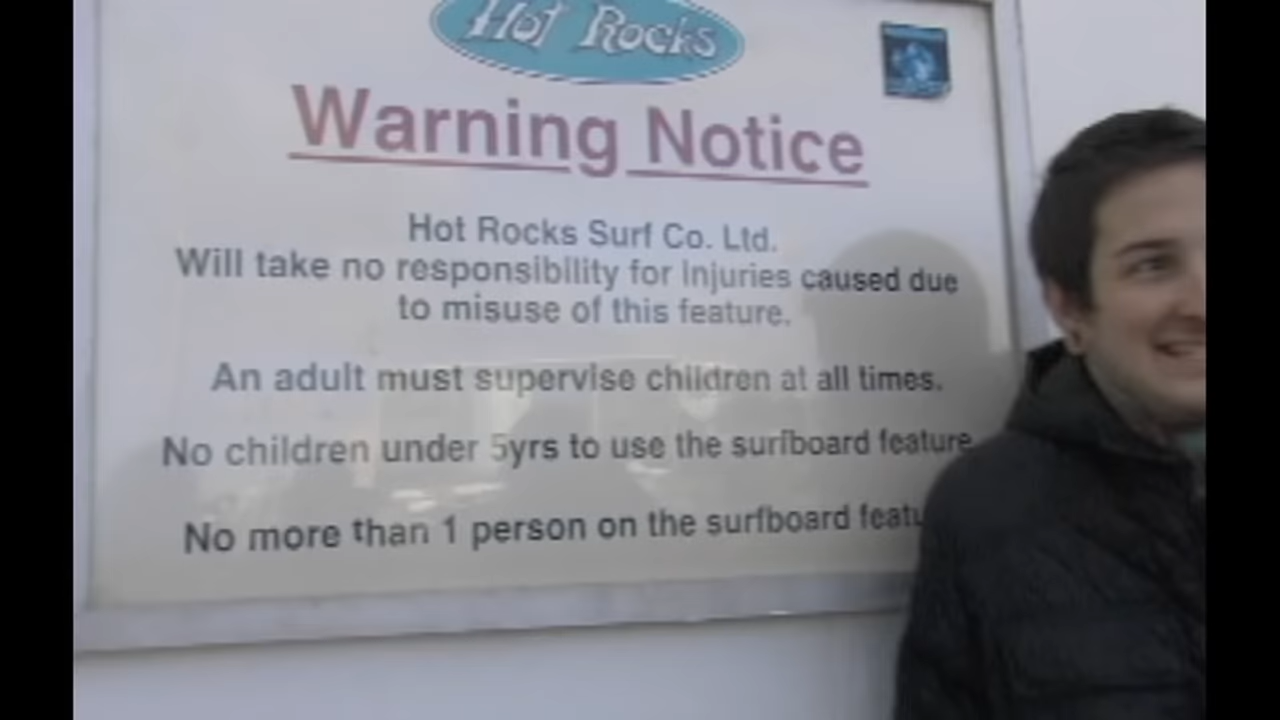 Hot Rocks
Warning Notice
Hot Rocks Surf Co. Ltd.
Will take no responsibility for Injuries caused due
to misuse of this feature.
An adult must supervise children at all times.
No children under 5yrs to use the surfboard feature
No more than 1 person on the surfboard featu